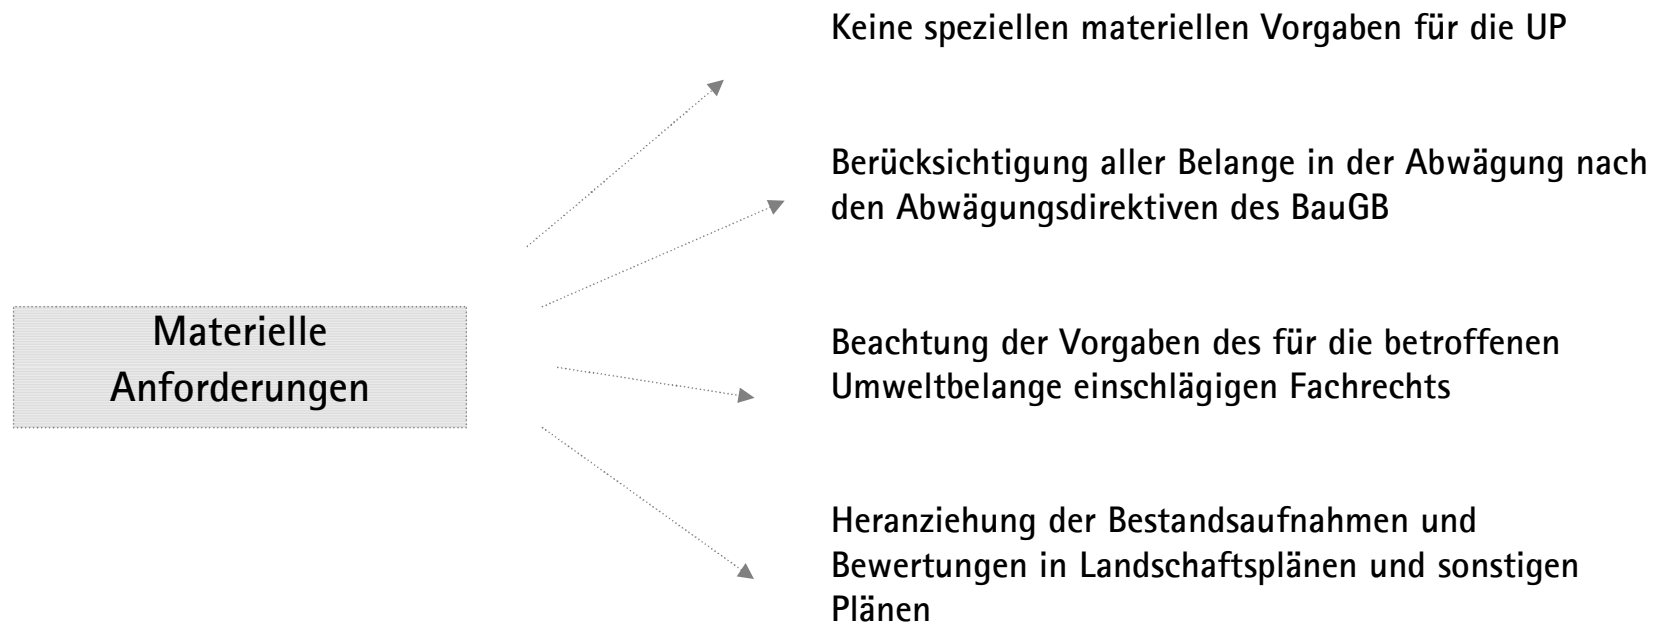 Keine speziellen materiellen Vorgaben für die UP
Berücksichtigung aller Belange in der Abwägung nach
den Abwägungsdirektiven des BauGB
Materielle
Anforderungen
Beachtung der Vorgaben des für die betroffenen
Umweltbelange einschlägigen Fachrechts
Heranziehung der Bestandsaufnahmen und
Bewertungen in Landschaftsplänen und sonstigen
Plänen